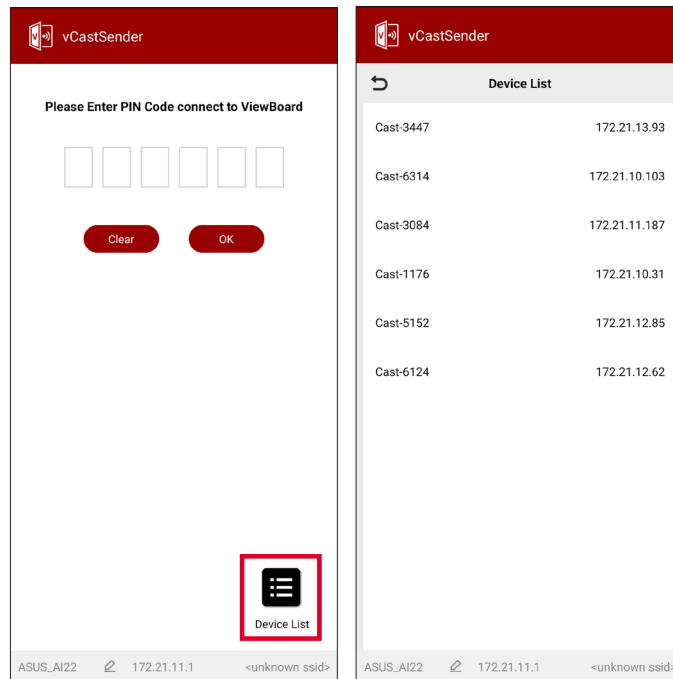 vCastSender
Please Enter PIN Code connect to ViewBoard
Clear OK
Device List
ASUS_AI22 172.21.11.1 <unknown ssid>
vCastSender
Device List
Cast-3447 172.21.13.93
Cast-6314 172.21.10.103
Cast-3084 172.21.11.187
Cast-1176 172.21.10.31
Cast-5152 172.21.12.85
Cast-6124 172.21.12.62
ASUS_AI22 172.21.11.1 <unknown ssid>